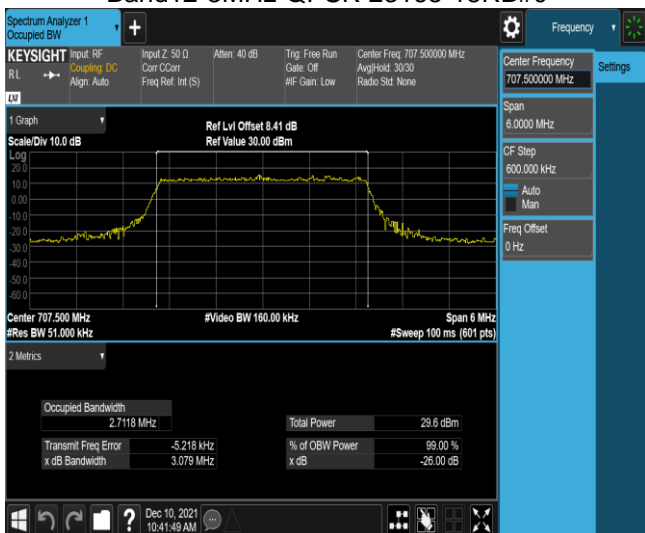 Spectrum Analyzer 1
Occupied BW
+
Frequency
KEYSIGHT Input: RF Input Z: 50 Ω Atten: 40 dB Trig: Free Run Center Freq: 707.500000 MHz
RL Coupling: DC Corr CCorr Gate: Off Avg|Hold: 30/30
Align: Auto Freq Ref: Int (S) #IF Gain: Low Radio Std: None
LXI
Center Frequency
707.500000 MHz
Settings
Span
6.0000 MHz
CF Step
600.000 kHz
Auto
Man
Freq Offset
0 Hz
1 Graph
Ref Lvl Offset 8.41 dB
Scale/Div 10.0 dB Ref Value 30.00 dBm
Log
20.0
10.0
0.00
-10.0
-20.0
-30.0
-40.0
-50.0
-60.0
Center 707.500 MHz #Video BW 160.00 kHz Span 6 MHz
#Res BW 51.000 kHz #Sweep 100 ms (601 pts)
2 Metrics
Occupied Bandwidth
2.7118 MHz
Total Power 29.6 dBm
Transmit Freq Error -5.218 kHz % of OBW Power 99.00 %
x dB Bandwidth 3.079 MHz x dB -26.00 dB
? Dec 10, 2021
10:41:49 AM